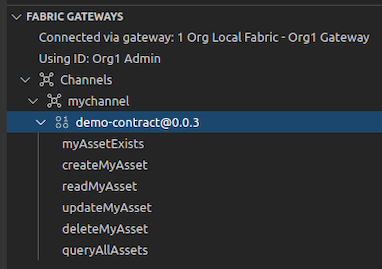 FABRIC GATEWAYS
Connected via gateway: 1 Org Local Fabric - Org1 Gateway
Using ID: Org1 Admin
Channels
mychannel
demo-contract@0.0.3
myAssetExists
createMyAsset
readMyAsset
updateMyAsset
deleteMyAsset
queryAllAssets